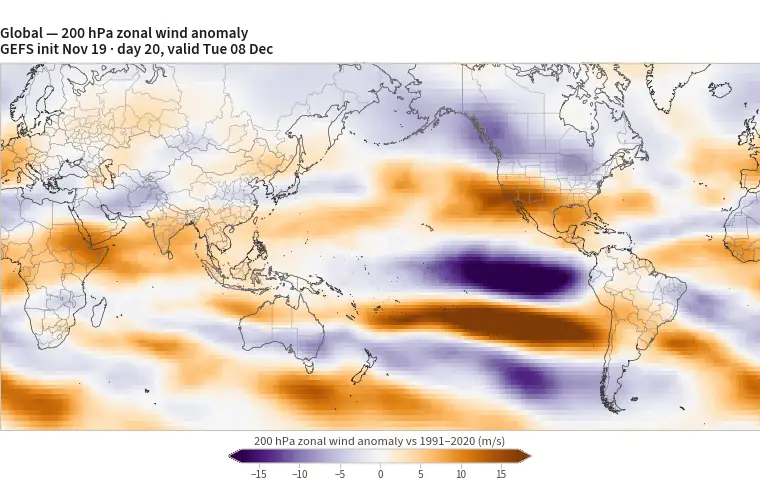 Global — 200 hPa zonal wind anomaly
GEFS init Nov 19 · day 20, valid Tue 08 Dec
200 hPa zonal wind anomaly vs 1991–2020 (m/s)
−15 −10 −5 0 5 10 15